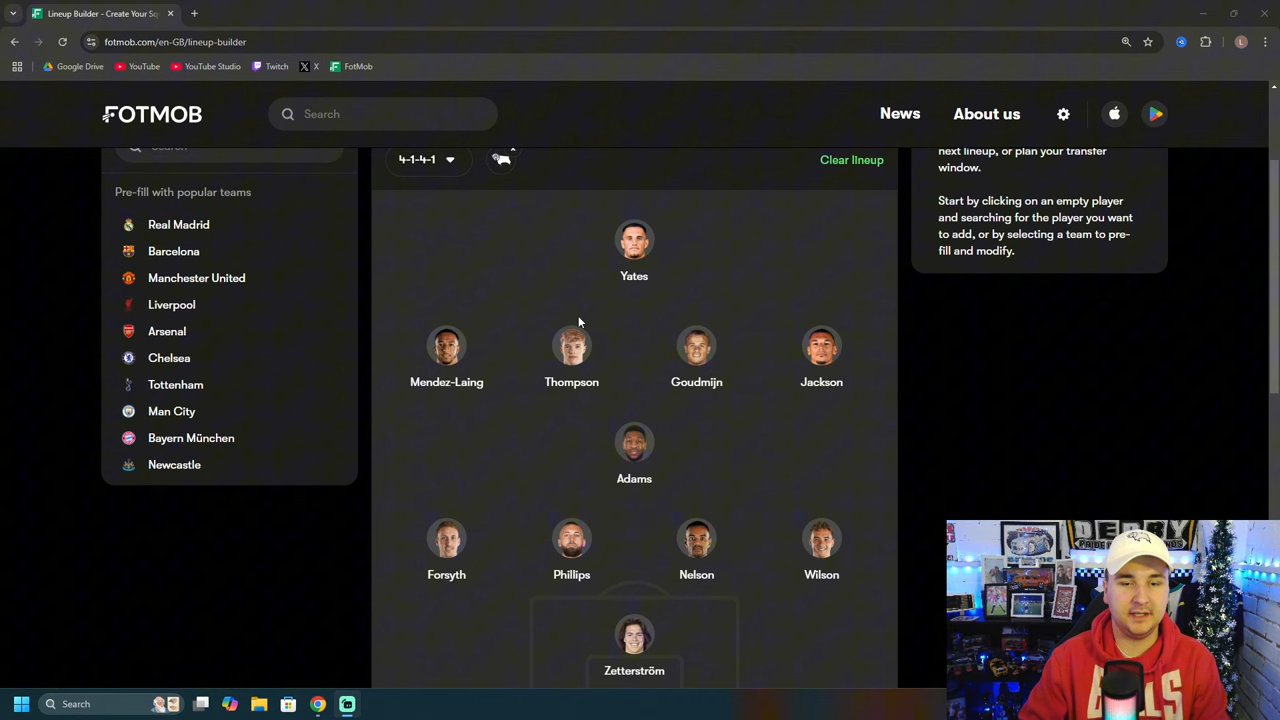 Lineup Builder - Create Your Sq
fotmob.com/en-GB/lineup-builder
L
Google Drive
YouTube
YouTube Studio
Twitch
X
FotMob
FOTMOB
Search
News
About us
Search
Pre-fill with popular teams
Real Madrid
Barcelona
Manchester United
Liverpool
Arsenal
Chelsea
Tottenham
Man City
Bayern München
Newcastle
4-1-4-1
Clear lineup
Yates
Mendez-Laing
Thompson
Goudmijn
Jackson
Adams
Forsyth
Phillips
Nelson
Wilson
Zetterström
next lineup, or plan your transfer
window.
Start by clicking on an empty player
and searching for the player you want
to add, or by selecting a team to pre-
fill and modify.
DERBY
Search